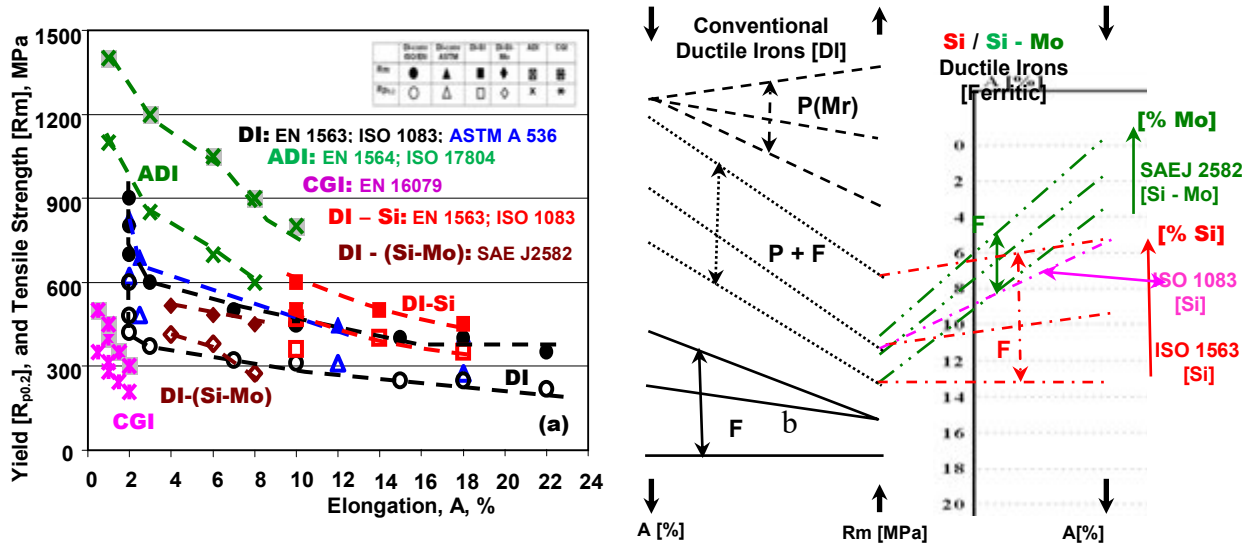 Yield [Rp0.2], and Tensile Strength [Rm], MPa
1500
1200
900
600
300
0
0 2 4 6 8 10 12 14 16 18 20 22 24
Elongation, A, %
Rm
ADI CGI
DI: EN 1563; ISO 1083; ASTM A 536
ADI: EN 1564; ISO 17804
CGI: EN 16079
DI – Si: EN 1563; ISO 1083
DI - (Si-Mo): SAE J2582
ADI
DI-Si
DI
DI-(Si-Mo)
CGI
(a)
Conventional
Ductile Irons [DI]
P(Mr)
P + F
F
b
A [%]
Rm [MPa]
Si / Si - Mo
Ductile Irons
A [%]
[Ferritic]
0
2
4
6
8
10
12
14
16
18
20
F
F
[% Mo]
SAEJ 2582
[Si - Mo]
[% Si]
ISO 1083
[Si]
ISO 1563
[Si]
A[%]